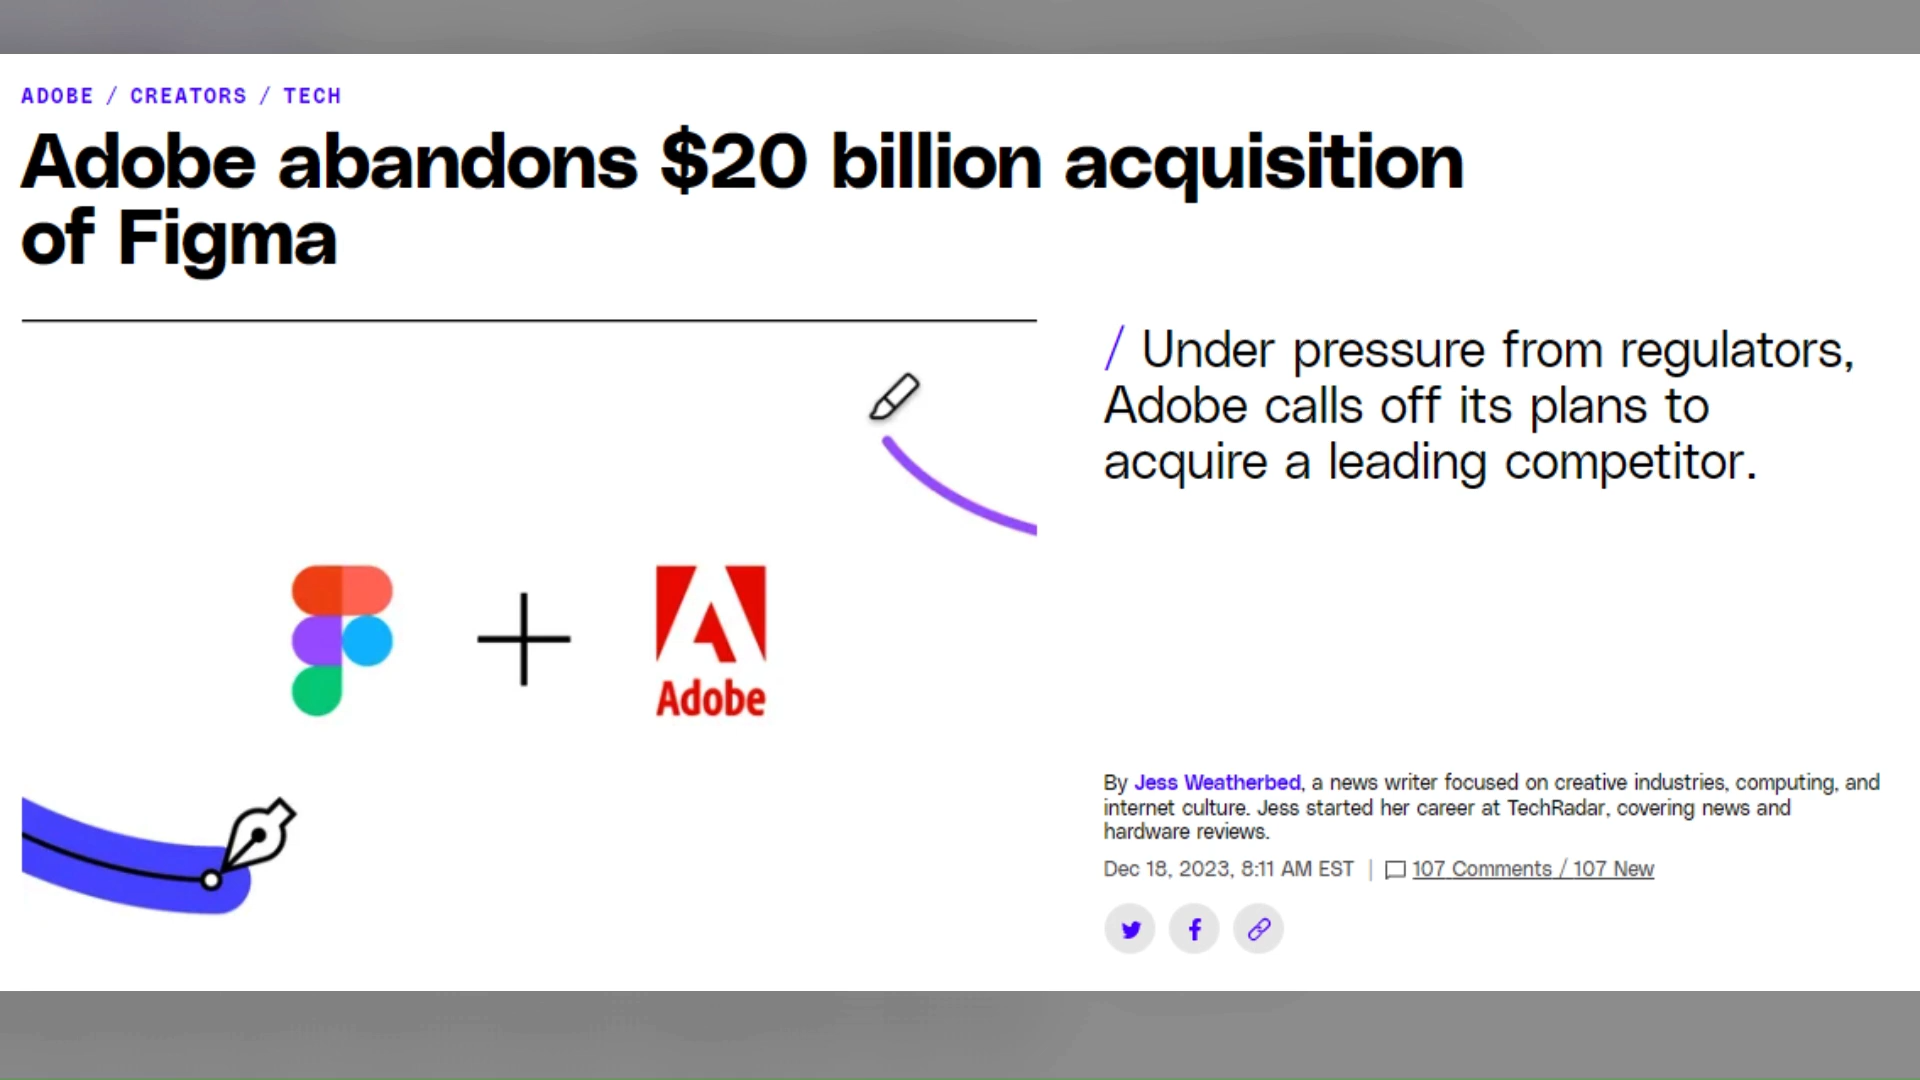 ADOBE / CREATORS / TECH
Adobe abandons $20 billion acquisition
of Figma
/ Under pressure from regulators,
Adobe calls off its plans to
acquire a leading competitor.
Adobe
By Jess Weatherbed, a news writer focused on creative industries, computing, and
internet culture. Jess started her career at TechRadar, covering news and
hardware reviews.
Dec 18, 2023, 8:11 AM EST | 107 Comments / 107 New